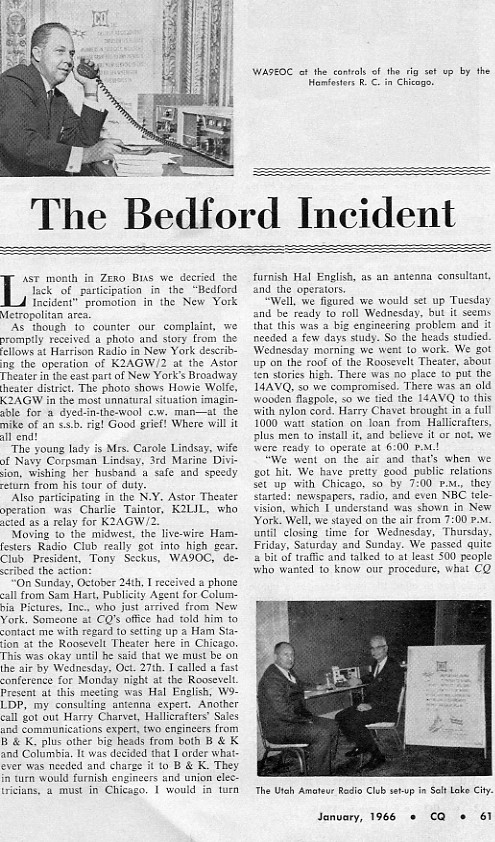 CQ
WA9EOC at the controls of the rig set up by the
Hamfesters R. C. in Chicago.
The Bedford Incident
LAST month in ZERO BIAS we decried the
lack of participation in the "Bedford
Incident" promotion in the New York
Metropolitan area.
As though to counter our complaint, we
promptly received a photo and story from the
fellows at Harrison Radio in New York describ-
ing the operation of K2AGW/2 at the Astor
Theater in the east part of New York's Broadway
theater district. The photo shows Howie Wolfe,
K2AGW in the most unnatural situation imagin-
able for a dyed-in-the-wool c.w. man—at the
mike of an s.s.b. rig! Good grief! Where will it
all end!
The young lady is Mrs. Carole Lindsay, wife
of Navy Corpsman Lindsay, 3rd Marine Divi-
sion, wishing her husband a safe and speedy
return from his tour of duty.
Also participating in the N.Y. Astor Theater
operation was Charlie Taintor, K2LJL, who
acted as a relay for K2AGW/2.
Moving to the midwest, the live-wire Ham-
festers Radio Club really got into high gear.
Club President, Tony Seckus, WA9OC, de-
scribed the action:
"On Sunday, October 24th, I received a phone
call from Sam Hart, Publicity Agent for Colum-
bia Pictures, Inc., who just arrived from New
York. Someone at CQ's office had told him to
contact me with regard to setting up a Ham Sta-
tion at the Roosevelt Theater here in Chicago.
This was okay until he said that we must be on
the air by Wednesday, Oct. 27th. I called a fast
conference for Monday night at the Roosevelt.
Present at this meeting was Hal English, W9-
LDP, my consulting antenna expert. Another
call got out Harry Charvet, Hallicrafters' Sales
and communications expert, two engineers from
B & K, plus other big heads from both B & K
and Columbia. It was decided that I order what-
ever was needed and charge it to B & K. They
in turn would furnish engineers and union elec-
tricians, a must in Chicago. I would in turn
furnish Hal English, as an antenna consultant,
and the operators.
"Well, we figured we would set up Tuesday
and be ready to roll Wednesday, but it seems
that this was a big engineering problem and it
needed a few days study. So the heads studied.
Wednesday morning we went to work. We got
up on the roof of the Roosevelt Theater, about
ten stories high. There was no place to put the
14AVQ, so we compromised. There was an old
wooden flagpole, so we tied the 14AVQ to this
with nylon cord. Harry Chavet brought in a full
1000 watt station on loan from Hallicrafters,
plus men to install it, and believe it or not, we
were ready to operate at 6:00 P.M.!
"We went on the air and that's when we
got hit. We have pretty good public relations
set up with Chicago, so by 7:00 P.M., they
started: newspapers, radio, and even NBC tele-
vision, which I understand was shown in New
York. Well, we stayed on the air from 7:00 P.M.
until closing time for Wednesday, Thursday,
Friday, Saturday and Sunday. We passed quite
a bit of traffic and talked to at least 500 people
who wanted to know our procedure, what CQ
The Utah Amateur Radio Club set-up in Salt Lake City.
January, 1966 • CQ • 61